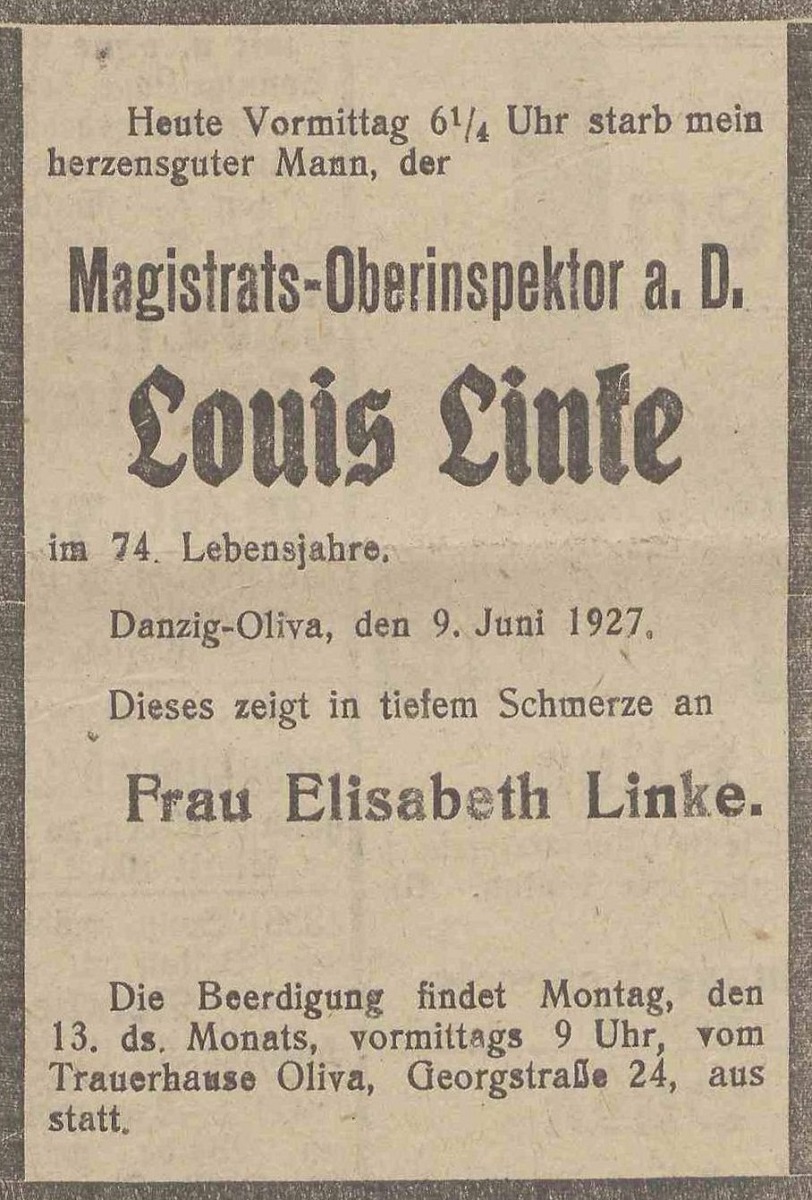 Heute Vormittag 6¼ Uhr starb mein
herzensguter Mann, der
Magistrats-Oberinspektor a. D.
Louis Linke
im 74. Lebensjahre.
Danzig-Oliva, den 9. Juni 1927.
Dieses zeigt in tiefem Schmerze an
Frau Elisabeth Linke.
Die Beerdigung findet Montag, den
13. ds. Monats, vormittags 9 Uhr, vom
Trauerhause Oliva, Georgstraße 24, aus
statt.